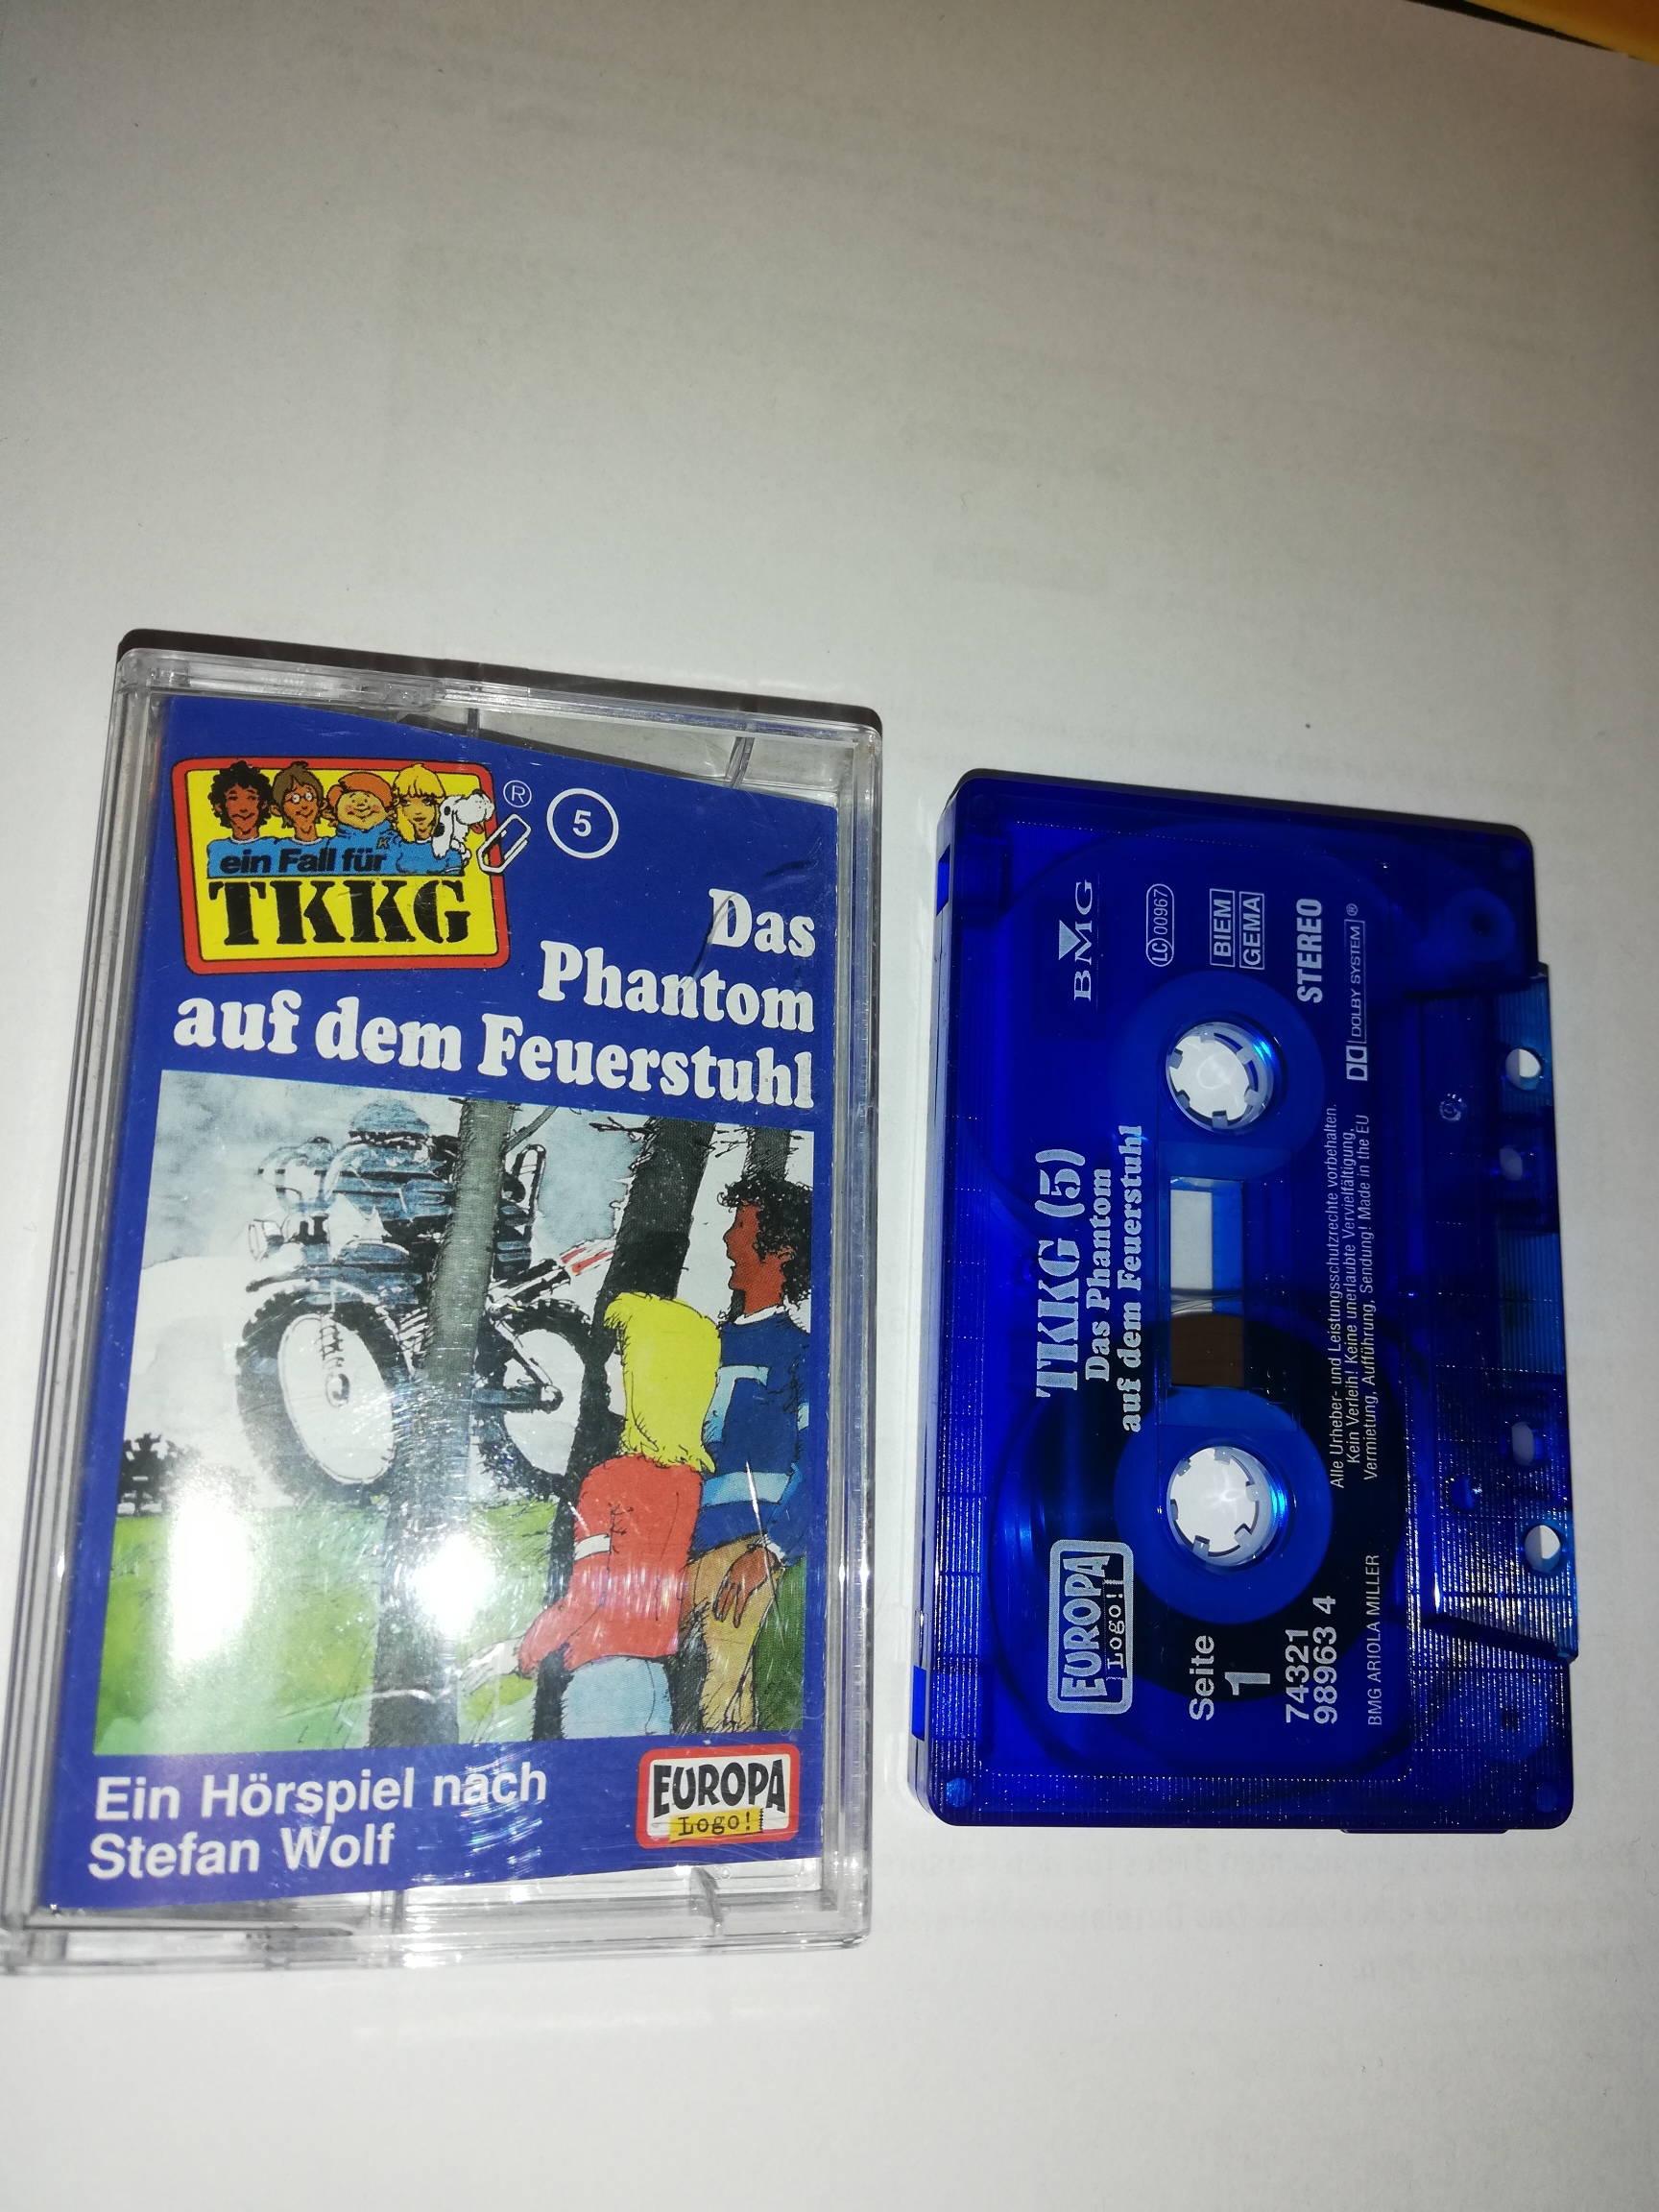 ein Fall für
TKKG
®
5
Das
Phantom
auf dem Feuerstuhl
Ein Hörspiel nach
Stefan Wolf
EUROPA
Logo!
EUROPA
Logo!
TKKG (5)
Das Phantom
auf dem Feuerstuhl
BMG
LC 00967
BIEM
GEMA
STEREO
DOLBY SYSTEM ®
Seite
1
74321
98963 4
Alle Urheber- und Leistungsschutzrechte vorbehalten.
Kein Verleih! Keine unerlaubte Vervielfältigung,
Vermietung, Aufführung, Sendung! Made in the EU
BMG ARIOLA MILLER